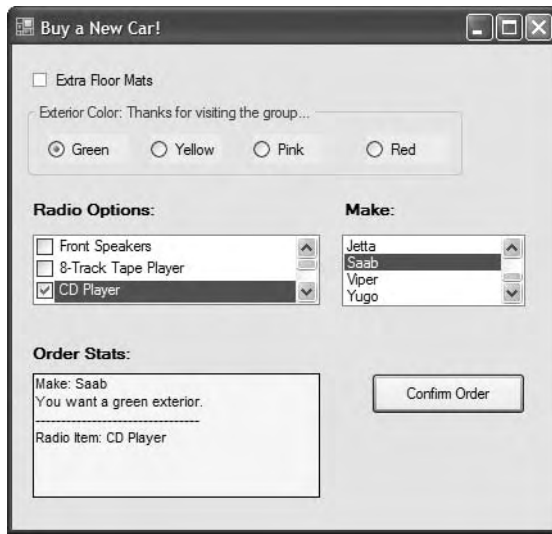 Buy a New Car!
Extra Floor Mats
Exterior Color: Thanks for visiting the group...
Green Yellow Pink Red
Radio Options: Make:
Front Speakers
8-Track Tape Player
CD Player
Jetta
Saab
Viper
Yugo
Order Stats:
Make: Saab
You want a green exterior.
--------------------------------
Radio Item: CD Player
Confirm Order